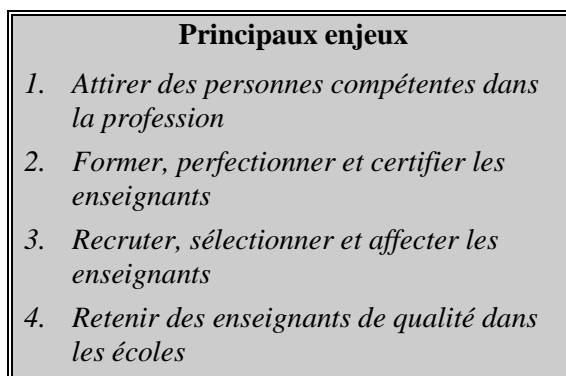 Principaux enjeux
1. Attirer des personnes compétentes dans
la profession
2. Former, perfectionner et certifier les
enseignants
3. Recruter, sélectionner et affecter les
enseignants
4. Retenir des enseignants de qualité dans
les écoles